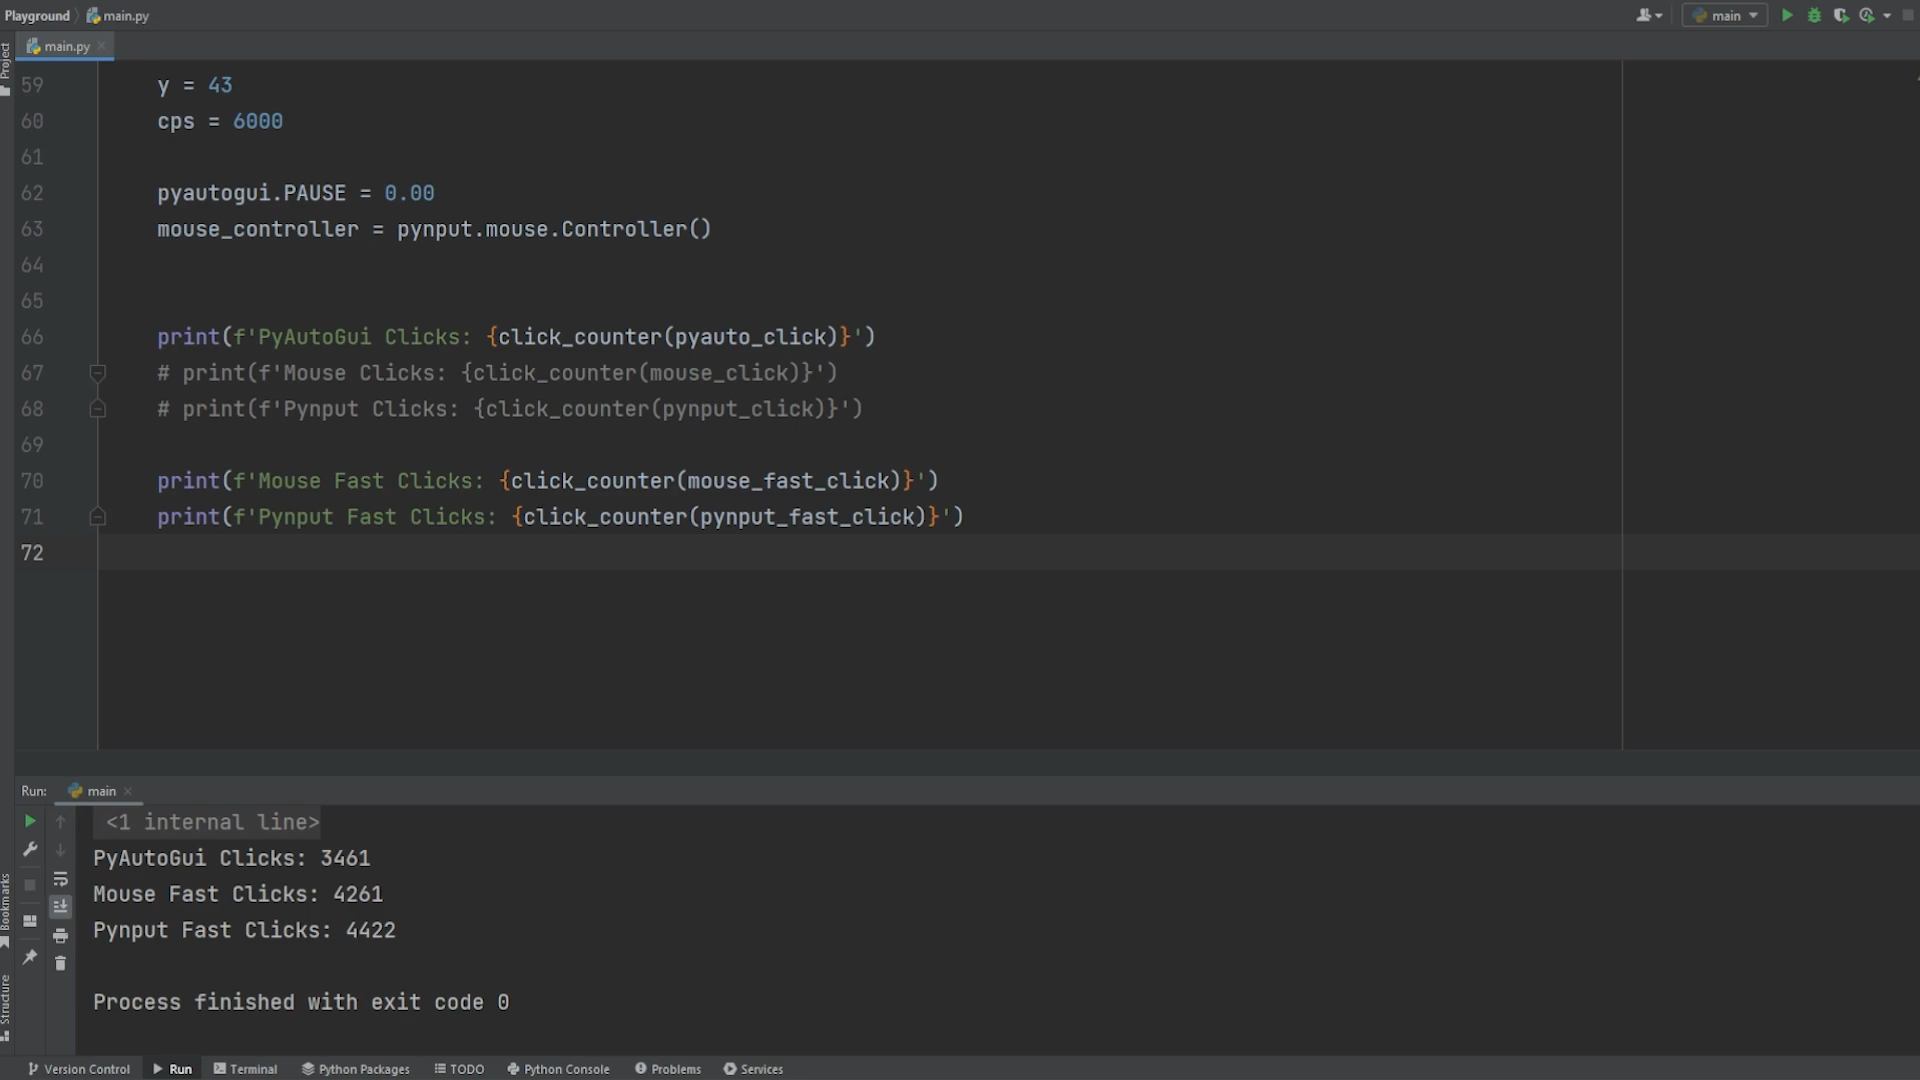 Playground main.py
main
main.py
Project
59 y = 43
60 cps = 6000
61
62 pyautogui.PAUSE = 0.00
63 mouse_controller = pynput.mouse.Controller()
64
65
66 print(f'PyAutoGui Clicks: {click_counter(pyauto_click)}')
67 # print(f'Mouse Clicks: {click_counter(mouse_click)}')
68 # print(f'Pynput Clicks: {click_counter(pynput_click)}')
69
70 print(f'Mouse Fast Clicks: {click_counter(mouse_fast_click)}')
71 print(f'Pynput Fast Clicks: {click_counter(pynput_fast_click)}')
72
Run: main
<1 internal line>
PyAutoGui Clicks: 3461
Mouse Fast Clicks: 4261
Pynput Fast Clicks: 4422
Process finished with exit code 0
Bookmarks
Structure
Version Control Run Terminal Python Packages TODO Python Console Problems Services